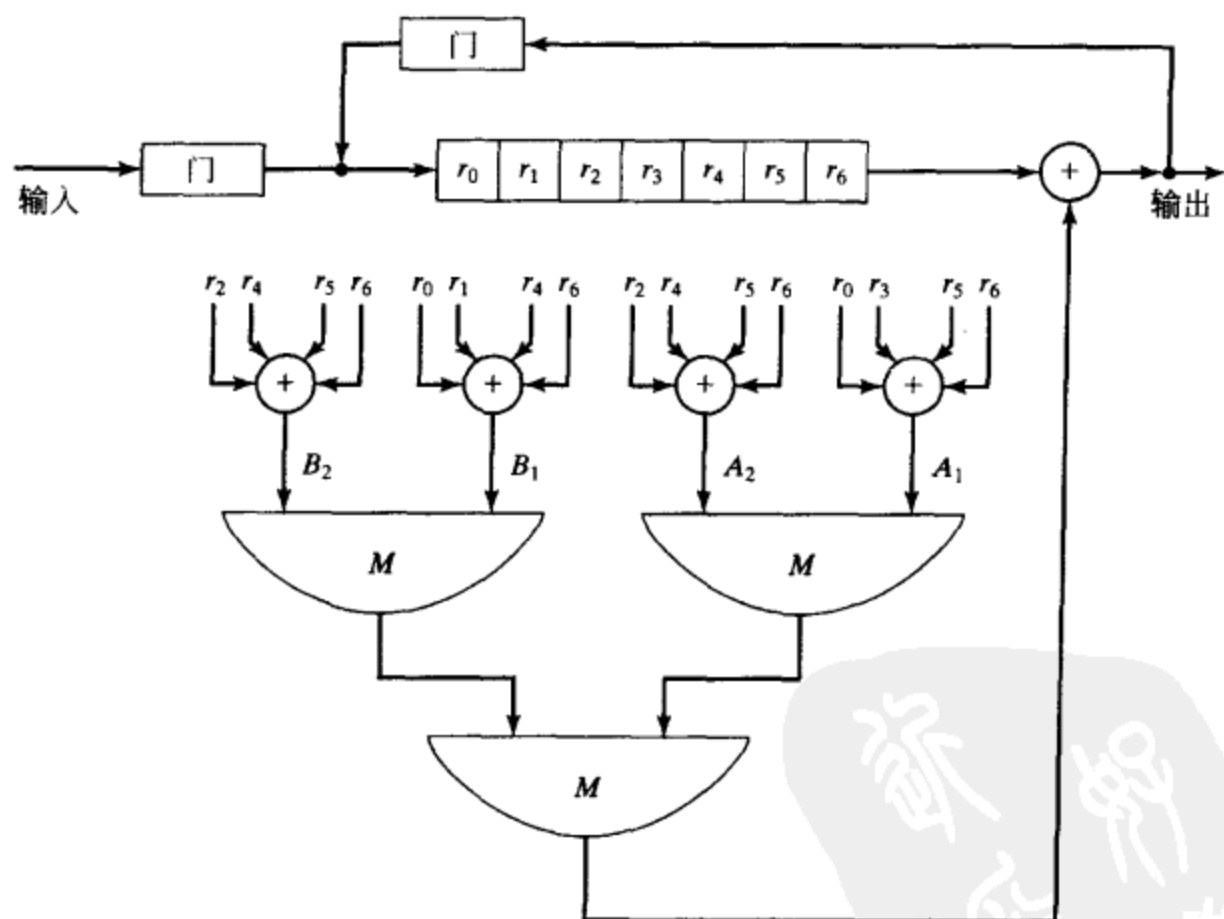 门
门
r0 r1 r2 r3 r4 r5 r6
+
输入
输出
r2 r4 r5 r6 r0 r1 r4 r6 r2 r4 r5 r6 r0 r3 r5 r6
+ + + +
B2 B1 A2 A1
M M
M